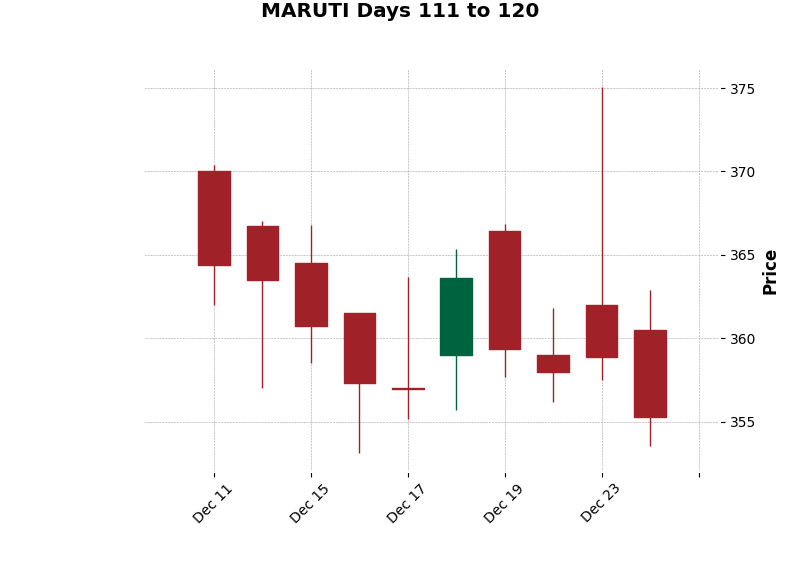 MARUTI Days 111 to 120
375
370
365
360
355
Price
Dec 11
Dec 15
Dec 17
Dec 19
Dec 23